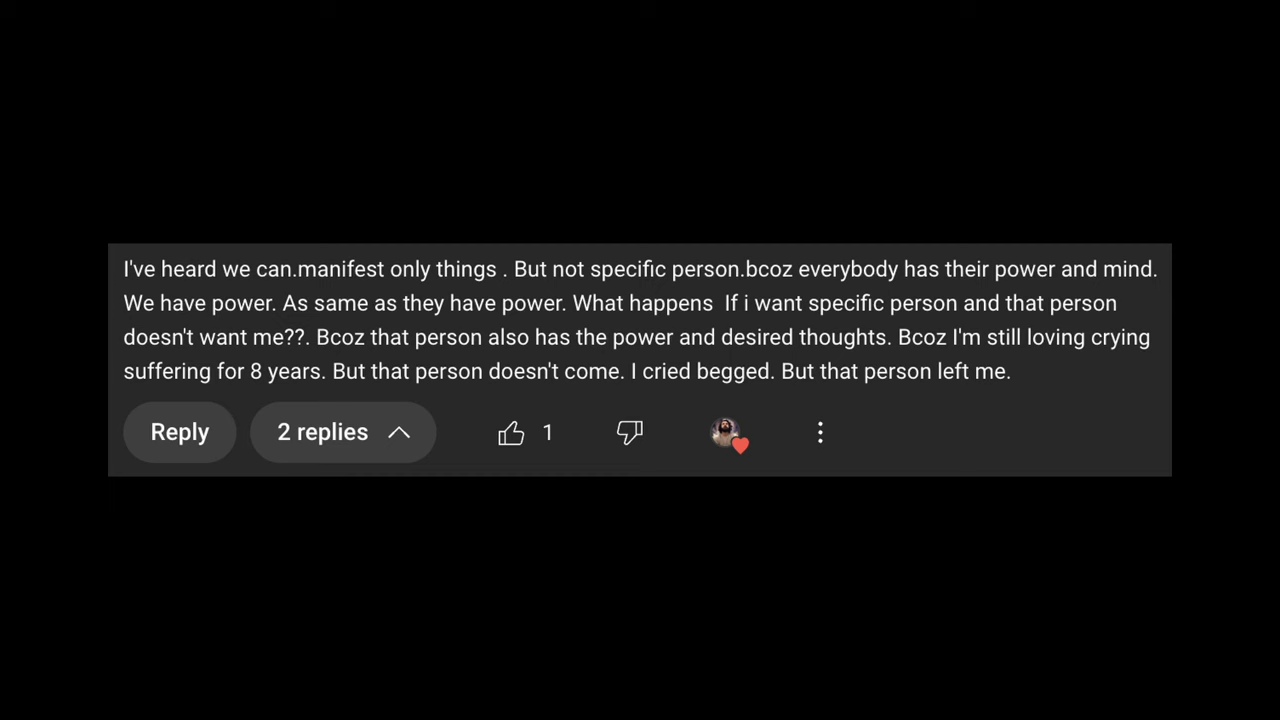 I've heard we can.manifest only things . But not specific person.bcoz everybody has their power and mind.
We have power. As same as they have power. What happens  If i want specific person and that person
doesn't want me??. Bcoz that person also has the power and desired thoughts. Bcoz I'm still loving crying
suffering for 8 years. But that person doesn't come. I cried begged. But that person left me.
Reply 2 replies 1